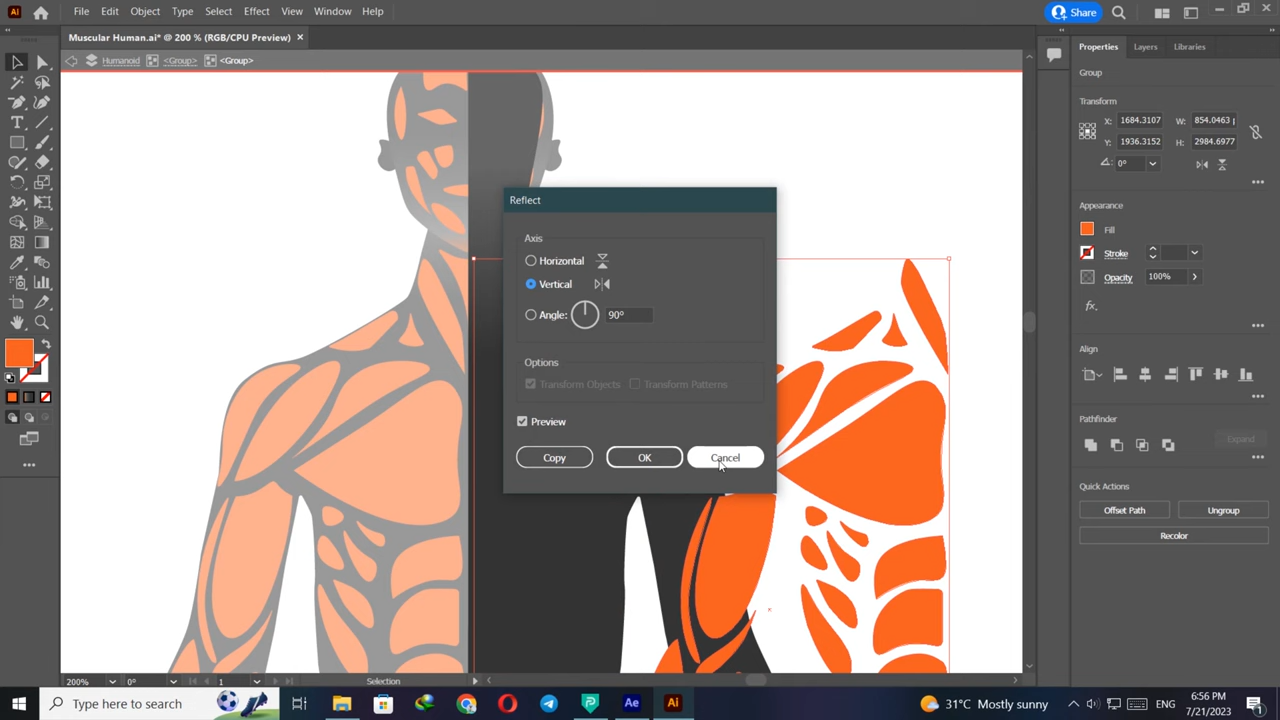 Ai File Edit Object Type Select Effect View Window Help Share
Muscular Human.ai* @ 200 % (RGB/CPU Preview) ×
Humanoid <Group> <Group>
Properties Layers Libraries
Group
Transform
X: 1684.3107 W: 854.0463 p
Y: 1936.3152 H: 2984.6977
0°
Appearance
Fill
Stroke
Opacity 100%
fx.
Align
Pathfinder
Expand
Quick Actions
Offset Path Ungroup
Recolor
Reflect
Axis
Horizontal
Vertical
Angle: 90°
Options
Transform Objects Transform Patterns
Preview
Copy OK Cancel
200% 0° 1 Selection
Type here to search
Ae Ai
31°C Mostly sunny ENG
6:56 PM
7/21/2023